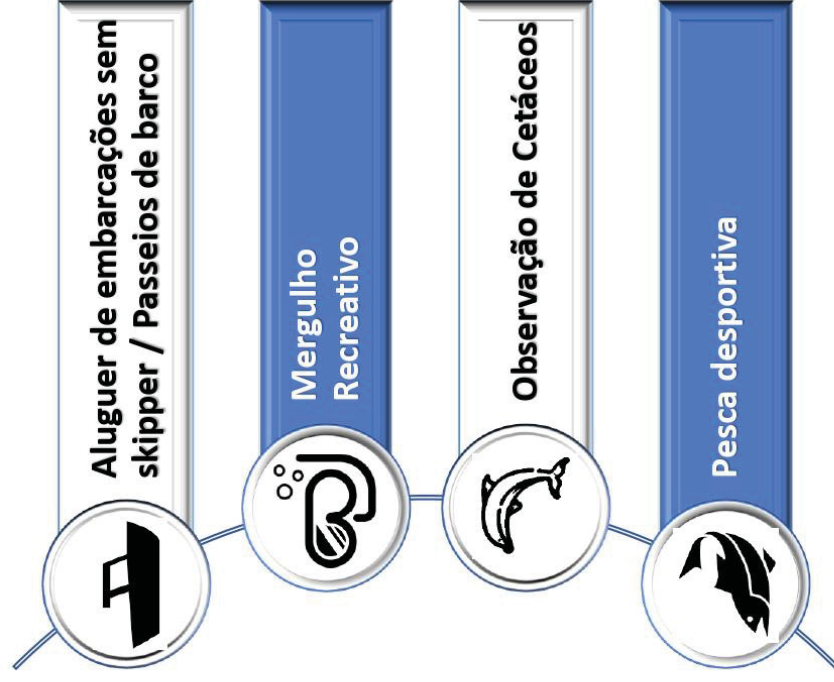 Aluguer de embarcações sem
skipper / Passeios de barco
Mergulho
Recreativo
Observação de Cetáceos
Pesca desportiva